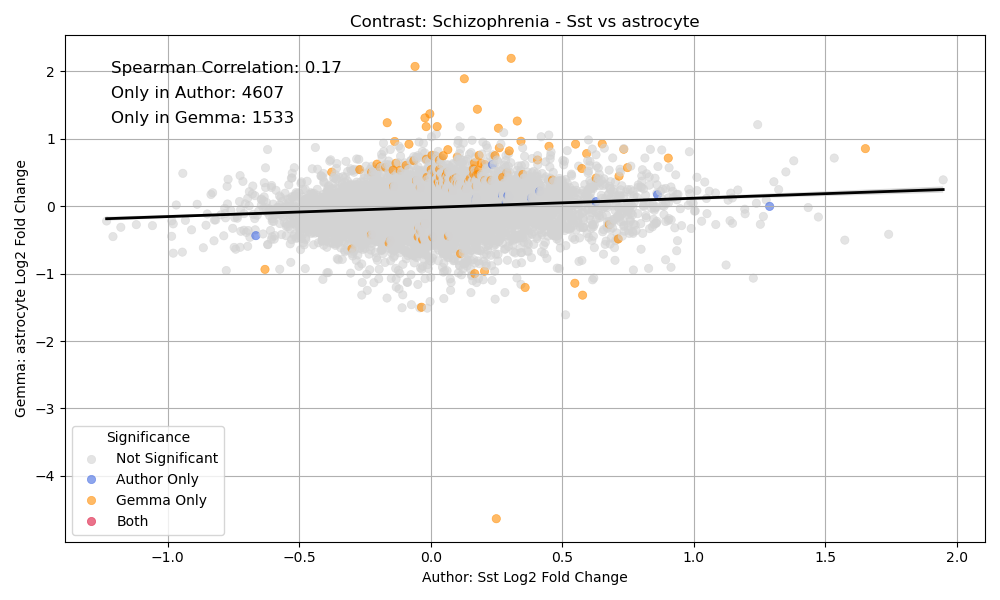 Contrast: Schizophrenia - Sst vs astrocyte
Spearman Correlation: 0.17
Only in Author: 4607
Only in Gemma: 1533
Gemma: astrocyte Log2 Fold Change
2
1
0
−1
−2
−3
−4
Significance
Not Significant
Author Only
Gemma Only
Both
−1.0
−0.5
0.0
0.5
1.0
1.5
2.0
Author: Sst Log2 Fold Change